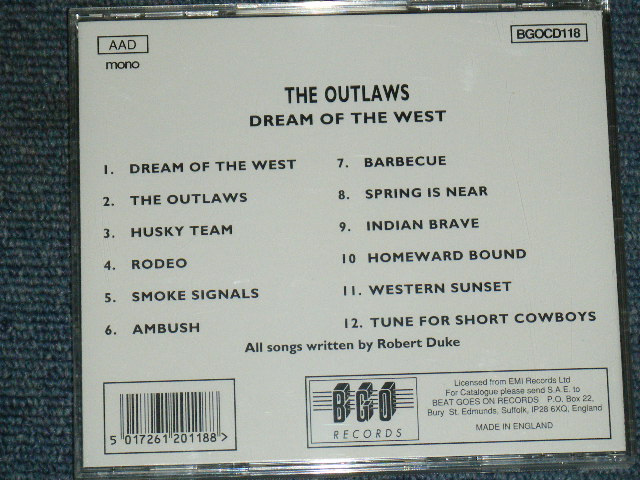 AAD
mono
BGOCD118
THE OUTLAWS
DREAM OF THE WEST
1. DREAM OF THE WEST
2. THE OUTLAWS
3. HUSKY TEAM
4. RODEO
5. SMOKE SIGNALS
6. AMBUSH
7. BARBECUE
8. SPRING IS NEAR
9. INDIAN BRAVE
10 HOMEWARD BOUND
11. WESTERN SUNSET
12. TUNE FOR SHORT COWBOYS
All songs written by Robert Duke
5 017261 201188 >
BGO
RECORDS
Licensed from EMI Records Ltd
For Catalogue please send S.A.E. to
BEAT GOES ON RECORDS P.O. Box 22,
Bury St. Edmunds, Suffolk, IP28 6XQ, England
MADE IN ENGLAND